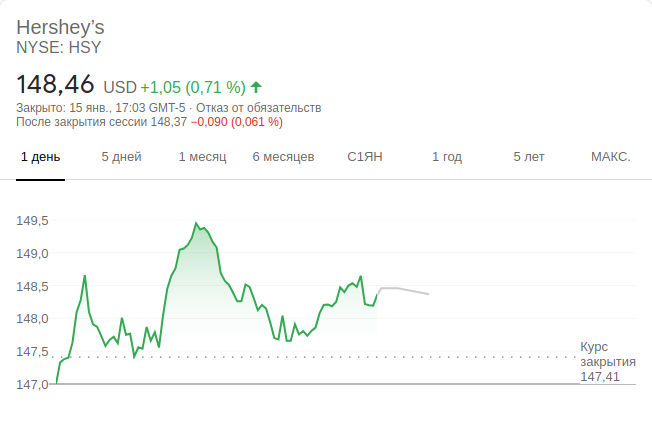 Hershey’s
NYSE: HSY
148,46 USD +1,05 (0,71 %)
Закрыто: 15 янв., 17:03 GMT-5 · Отказ от обязательств
После закрытия сессии 148,37 −0,090 (0,061 %)
1 день 5 дней 1 месяц 6 месяцев С1ЯН 1 год 5 лет МАКС.
149,5
149,0
148,5
148,0
147,5
147,0
Курс
закрытия
147,41